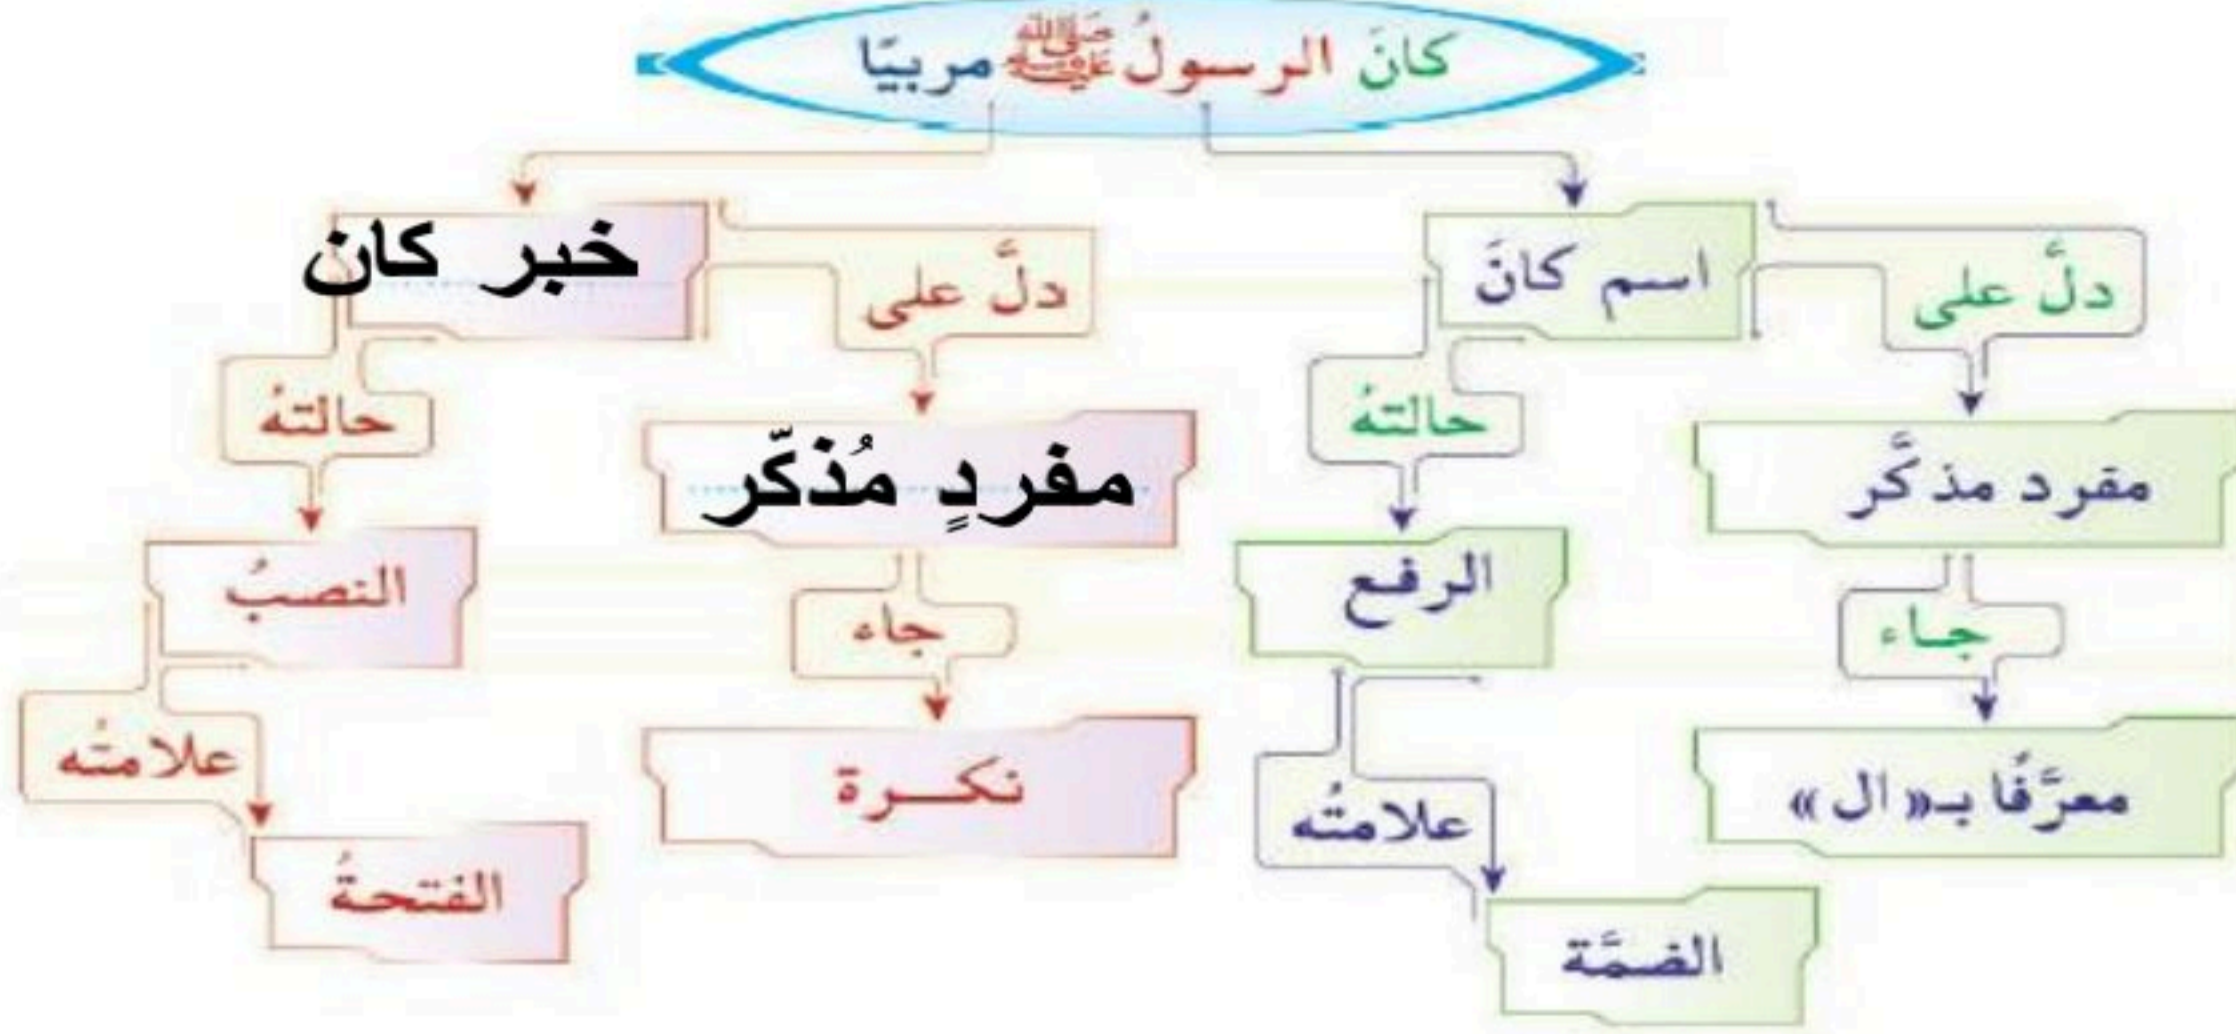 كانَ الرسولُ ﷺ مربيًا
اسم كانَ
دلَّ على
حالتهُ
مقرد مذكَّر
الرفع
جاء
معرَّفًا بـ«ال»
علامتُه
الضمَّة
خبر كان
دلَّ على
حالتهُ
مفردٍ مُذكّر
النصبُ
جاء
نكـــرة
علامتُه
الفتحةُ